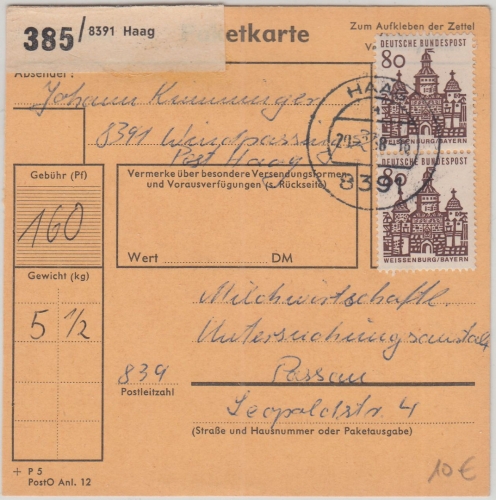 385/8391 Haag
Paketkarte
Zum Aufkleben der Zettel
DEUTSCHE BUNDESPOST
80
WEISSENBURG/BAYERN
DEUTSCHE BUNDESPOST
80
WEISSENBURG/BAYERN
HAAG
8391
Absender:
Johann
8391 Windpassing
Post Haag
Vermerke über besondere Versendungsformen
und Vorausverfügungen (s. Rückseite)
Wert DM
Gebühr (Pf)
160
Gewicht (kg)
5 1/2
Milchwirtschaftl.
Untersuchungsanstalt
839 Passau
Postleitzahl
Leopoldstr. 4
(Straße und Hausnummer oder Paketausgabe)
+ P 5
PostO Anl. 12
10 €